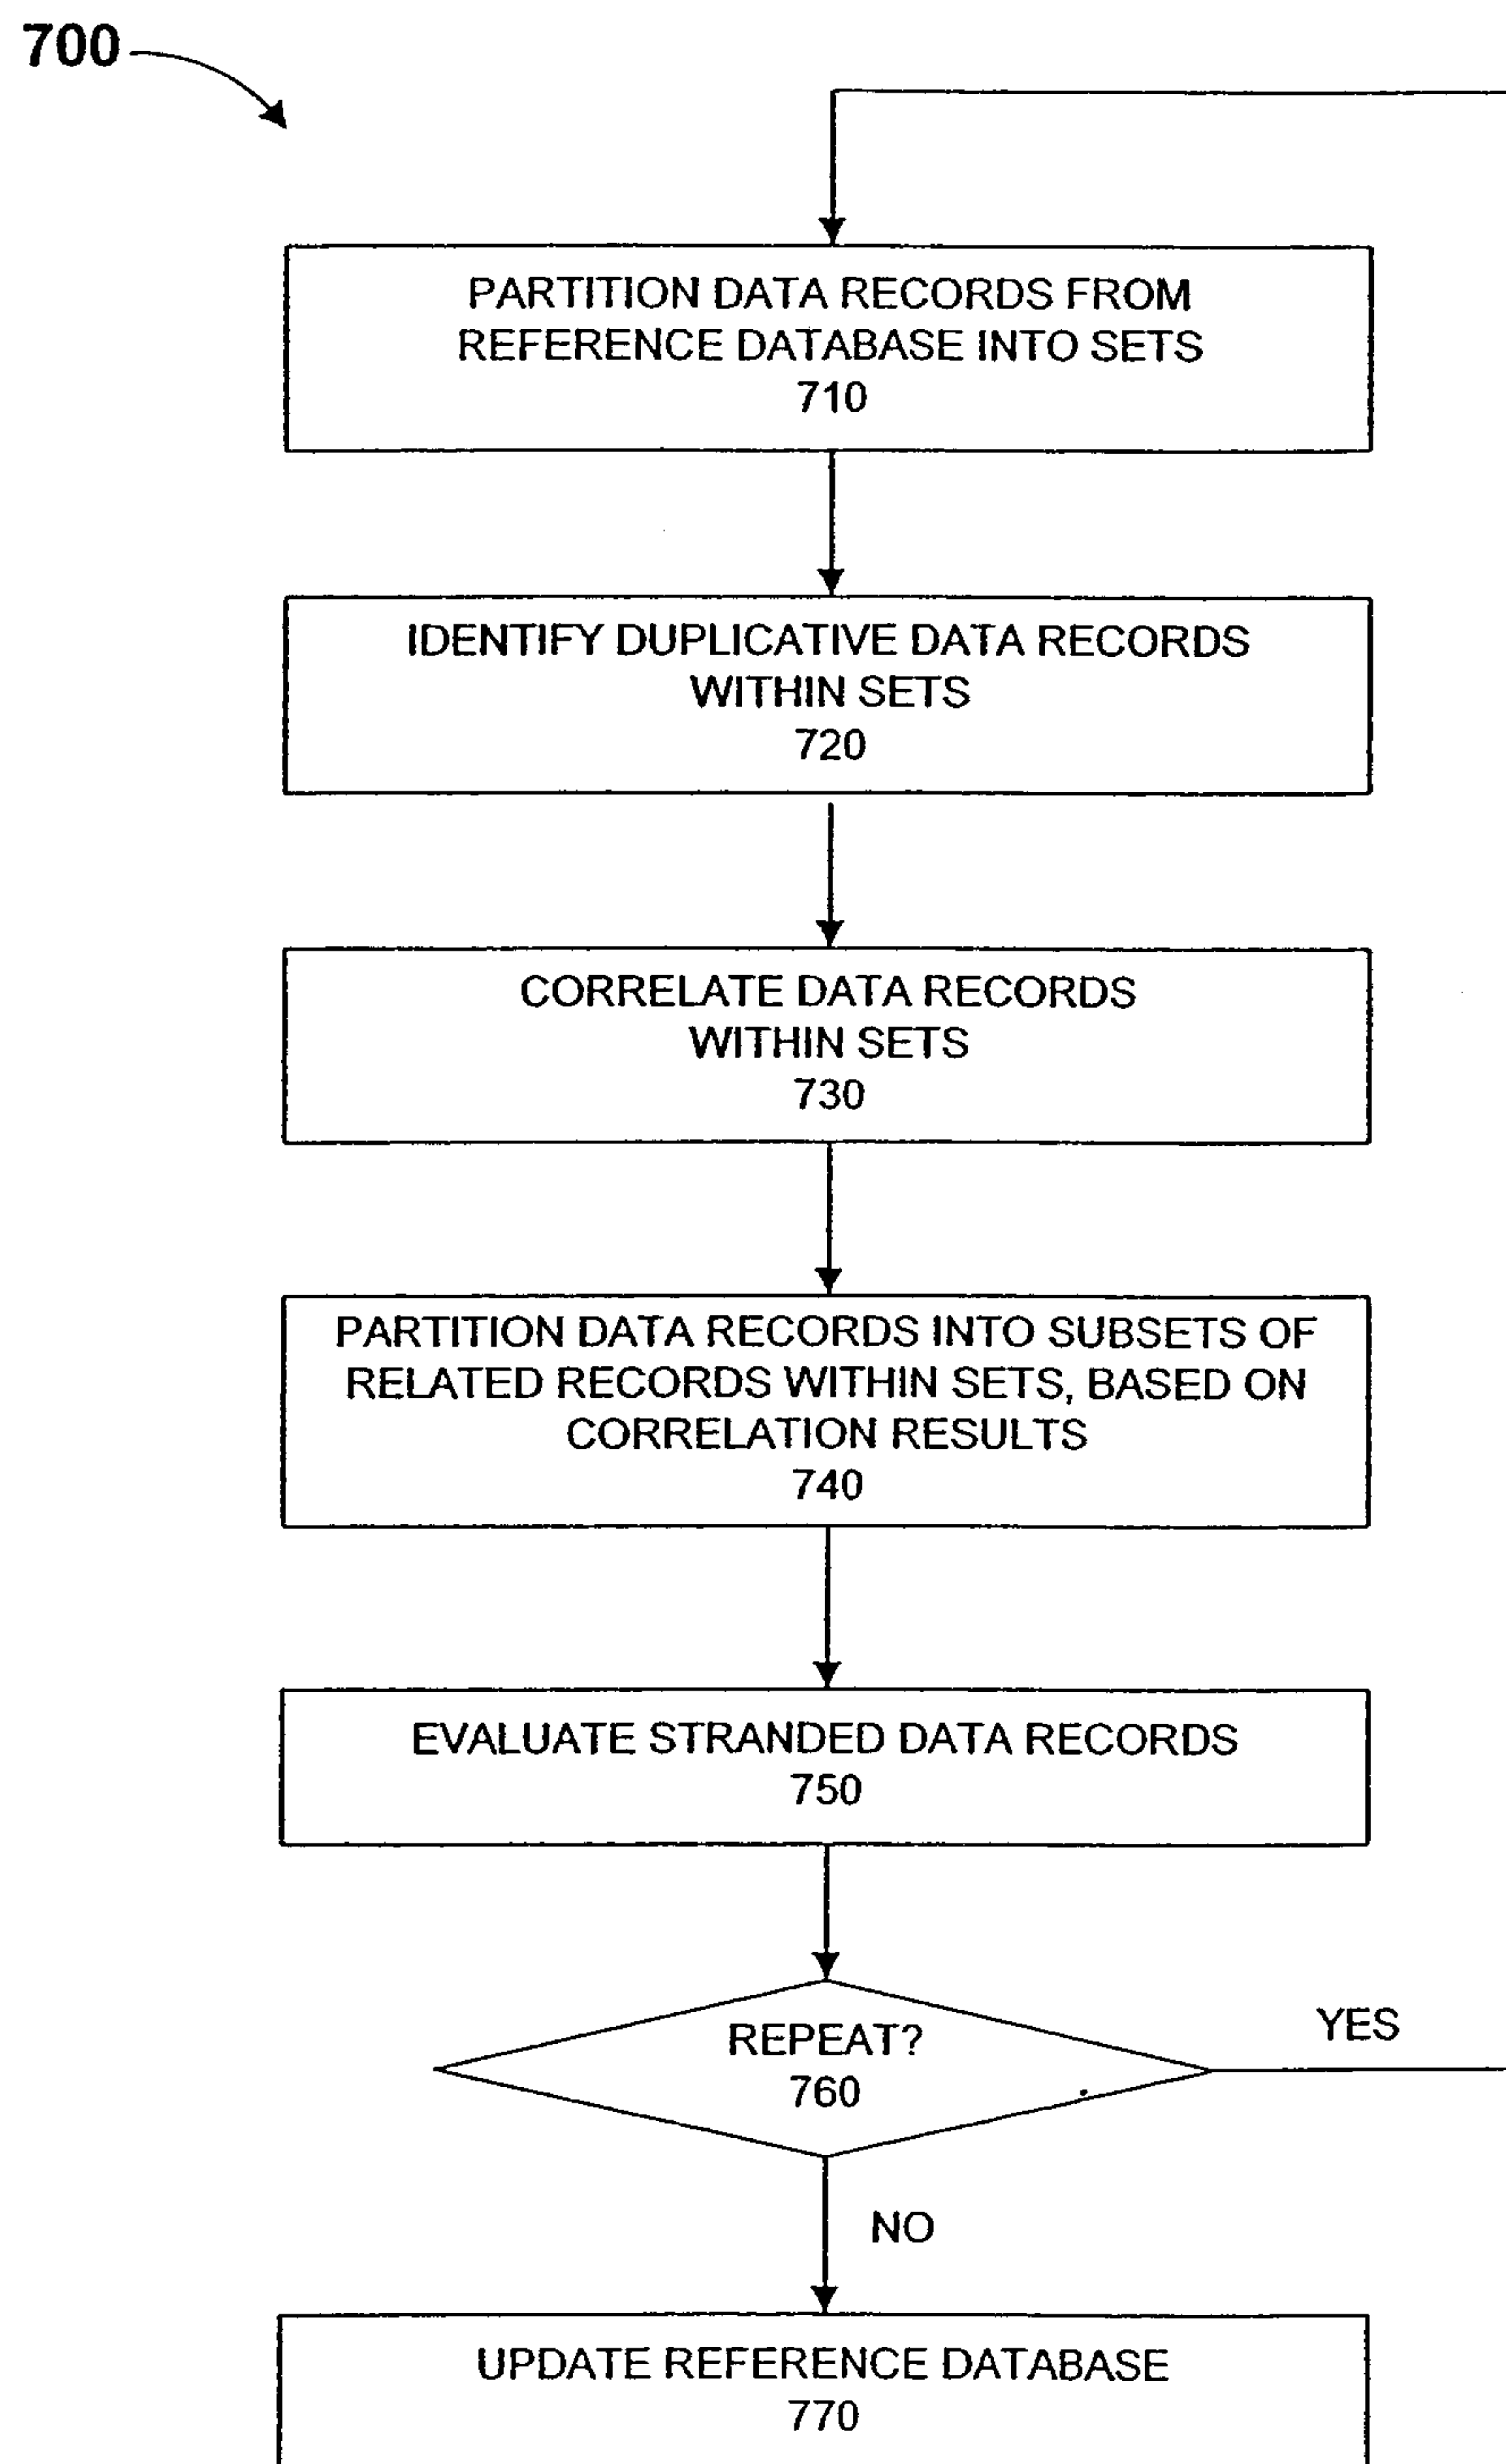 700
PARTITION DATA RECORDS FROM
REFERENCE DATABASE INTO SETS
710
IDENTIFY DUPLICATIVE DATA RECORDS
WITHIN SETS
720
CORRELATE DATA RECORDS
WITHIN SETS
730
PARTITION DATA RECORDS INTO SUBSETS OF
RELATED RECORDS WITHIN SETS, BASED ON
CORRELATION RESULTS
740
EVALUATE STRANDED DATA RECORDS
750
REPEAT?
760
YES
NO
UPDATE REFERENCE DATABASE
770